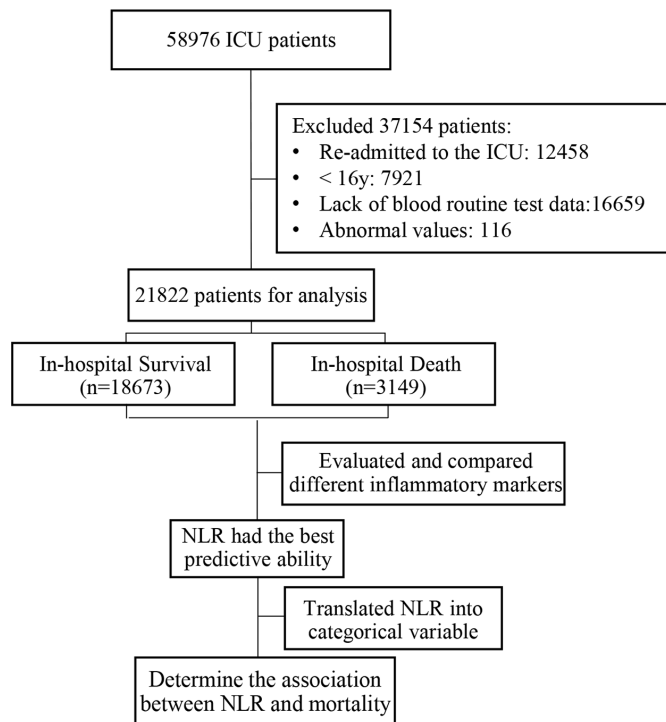 58976 ICU patients
Excluded 37154 patients:
• Re-admitted to the ICU: 12458
• < 16y: 7921
• Lack of blood routine test data:16659
• Abnormal values: 116
21822 patients for analysis
In-hospital Survival
(n=18673)
In-hospital Death
(n=3149)
Evaluated and compared
different inflammatory markers
NLR had the best
predictive ability
Translated NLR into
categorical variable
Determine the association
between NLR and mortality